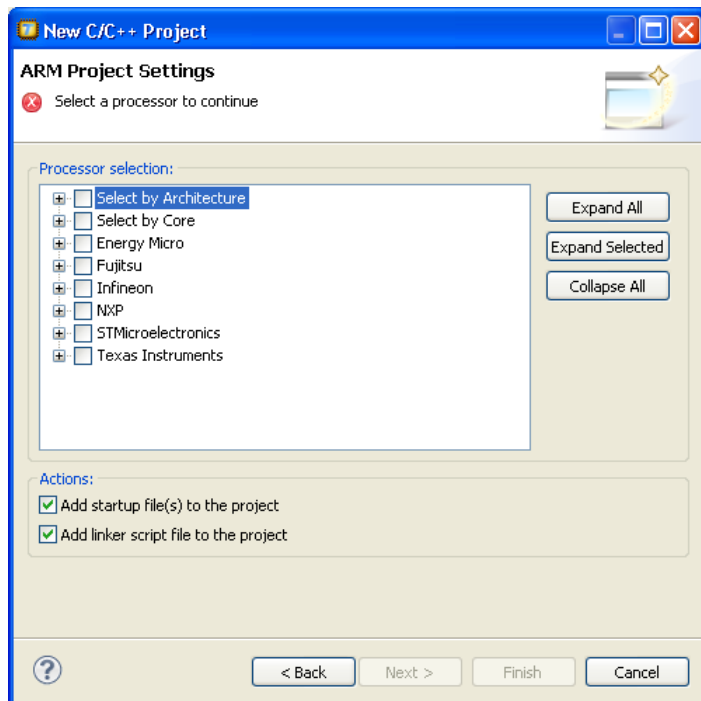 New C/C++ Project
ARM Project Settings
Select a processor to continue
Processor selection:
Select by Architecture
Select by Core
Energy Micro
Fujitsu
Infineon
NXP
STMicroelectronics
Texas Instruments
Expand All
Expand Selected
Collapse All
Actions:
Add startup file(s) to the project
Add linker script file to the project
< Back Next > Finish Cancel